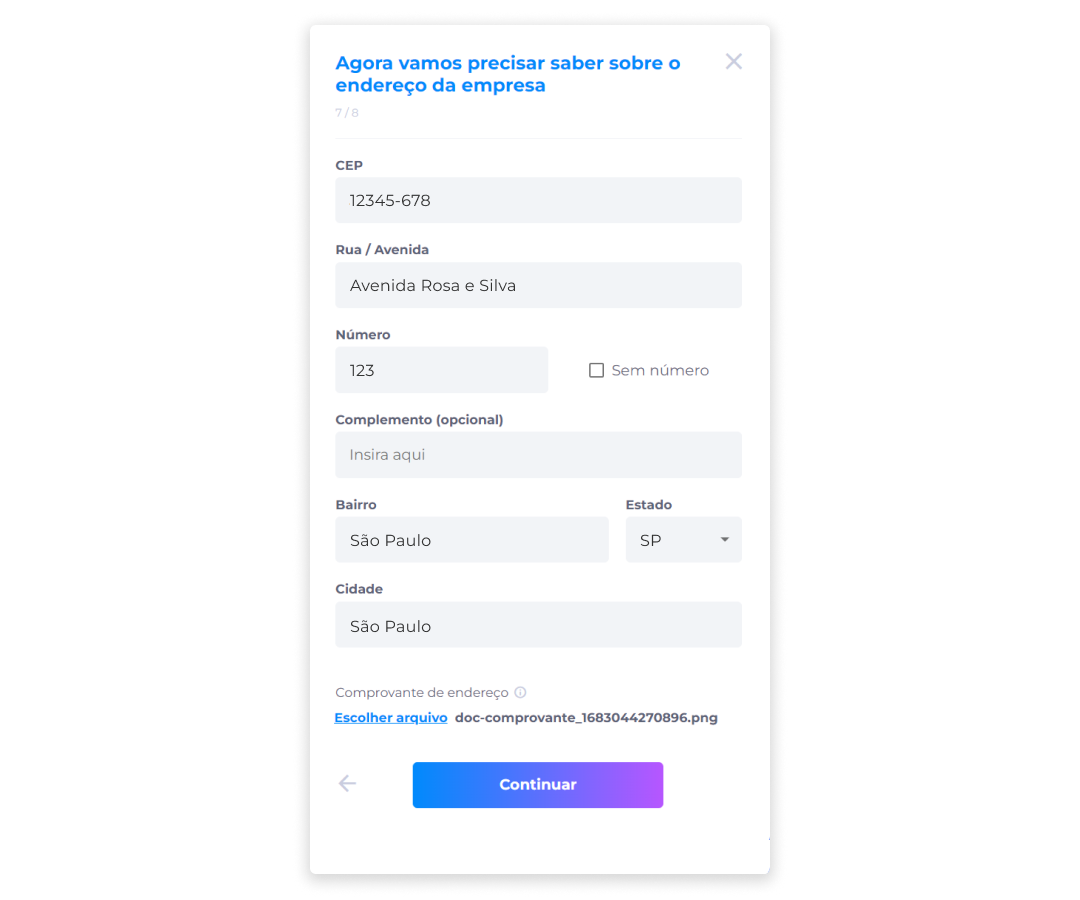 Agora vamos precisar saber sobre o
endereço da empresa
7 / 8
CEP
12345-678
Rua / Avenida
Avenida Rosa e Silva
Número
123
Sem número
Complemento (opcional)
Insira aqui
Bairro
Estado
São Paulo
SP
Cidade
São Paulo
Comprovante de endereço
Escolher arquivo doc-comprovante_1683044270896.png
Continuar